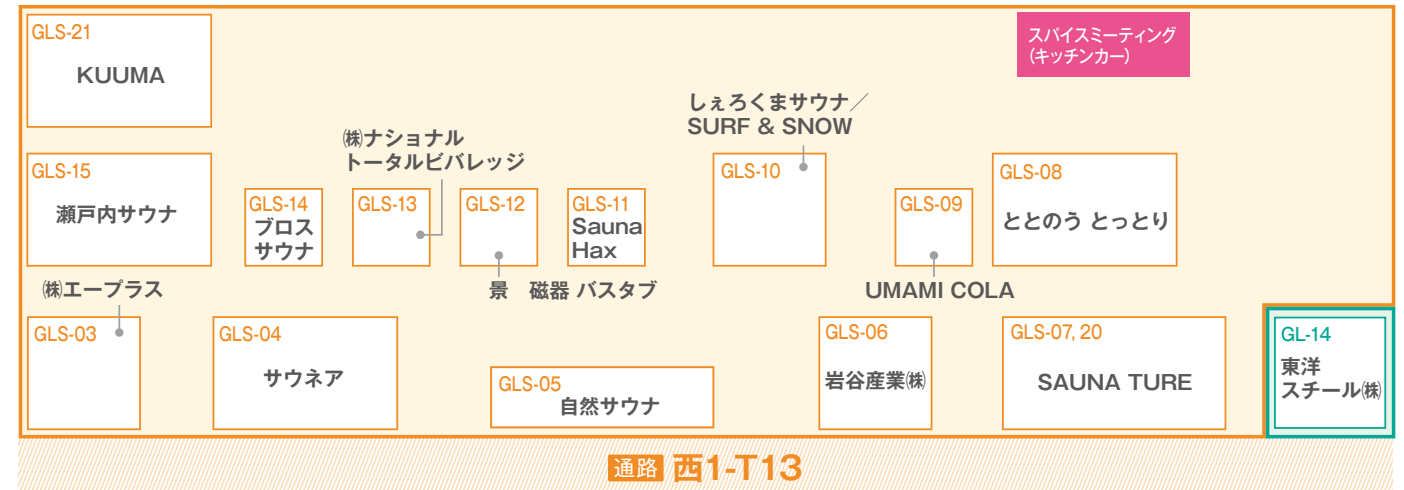 GLS-21
KUUMA
スパイスミーティング
(キッチンカー)
しぇろくまサウナ／
SURF & SNOW
㈱ナショナル
トータルビバレッジ
GLS-15
瀬戸内サウナ
GLS-14
ブロス
サウナ
GLS-13
GLS-12
GLS-11
Sauna
Hax
GLS-10
GLS-09
GLS-08
ととのう とっとり
㈱エープラス
景　磁器 バスタブ
UMAMI COLA
GLS-03
GLS-04
サウネア
GLS-05
自然サウナ
GLS-06
岩谷産業㈱
GLS-07, 20
SAUNA TURE
GL-14
東洋
スチール㈱
通路 西1-T13